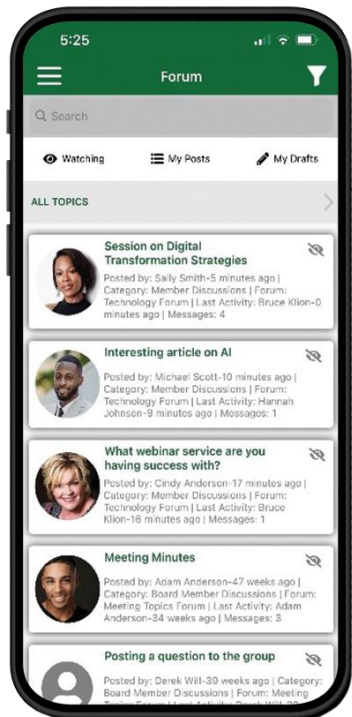 5:25
Forum
Search
Watching
My Posts
My Drafts
ALL TOPICS
Session on Digital
Transformation Strategies
Posted by: Sally Smith-5 minutes ago |
Category: Member Discussions | Forum:
Technology Forum | Last Activity: Bruce Klion-0
minutes ago | Messages: 4
Interesting article on AI
Posted by: Michael Scott-10 minutes ago |
Category: Member Discussions | Forum:
Technology Forum | Last Activity: Hannah
Johnson-9 minutes ago | Messages: 1
What webinar service are you
having success with?
Posted by: Cindy Anderson-17 minutes ago |
Category: Member Discussions | Forum:
Technology Forum | Last Activity: Bruce
Klion-16 minutes ago | Messages: 1
Meeting Minutes
Posted by: Adam Anderson-47 weeks ago |
Category: Board Member Discussions | Forum:
Meeting Topics Forum | Last Activity: Adam
Anderson-34 weeks ago | Messages: 3
Posting a question to the group
Posted by: Derek Will-39 weeks ago | Category:
Board Member Discussions | Forum: Meeting